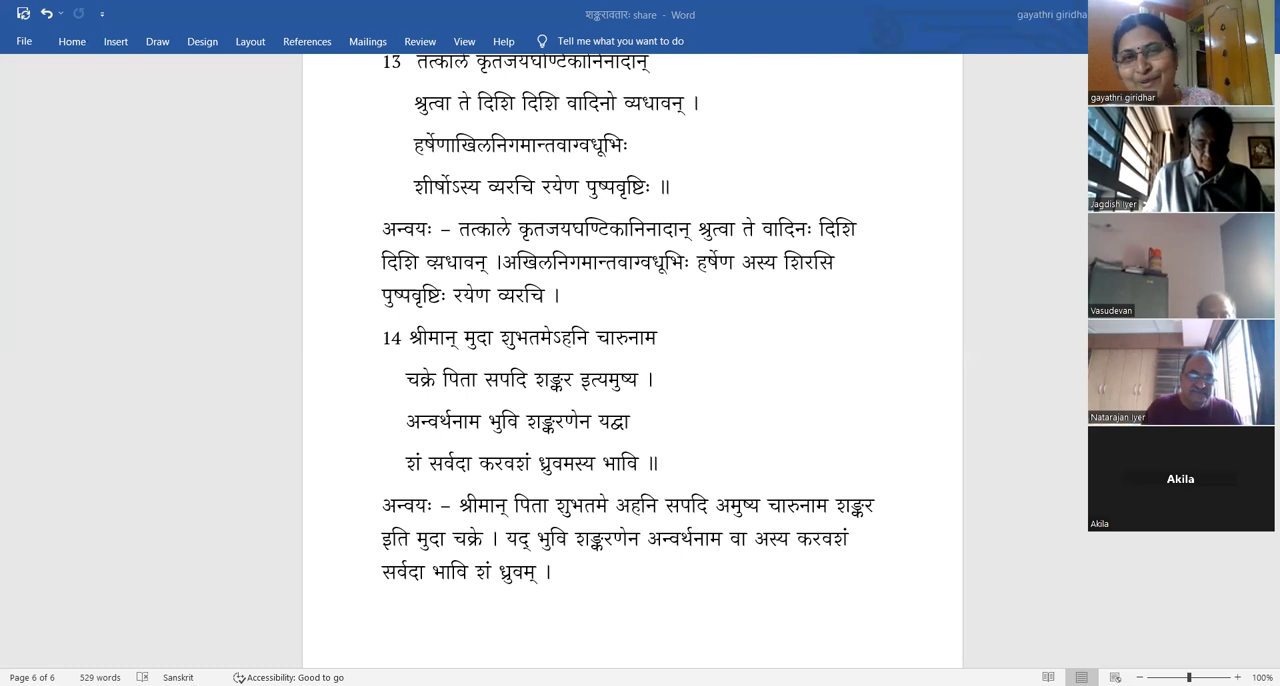 शङ्करावतारः share - Word
gayathri giridha
File Home Insert Draw Design Layout References Mailings Review View Help Tell me what you want to do
13 तत्काले कृतजयघण्टिकानिनादान्
श्रुत्वा ते दिशि दिशि वादिनो व्यधावन् ।
हर्षेणाखिलनिगमान्तवाग्वधूभिः
शीर्षोऽस्य व्यरचि रयेण पुष्पवृष्टिः ॥
अन्वयः – तत्काले कृतजयघण्टिकानिनादान् श्रुत्वा ते वादिनः दिशि
दिशि व्यधावन् ।अखिलनिगमान्तवाग्वधूभिः हर्षेण अस्य शिरसि
पुष्पवृष्टिः रयेण व्यरचि ।
14 श्रीमान् मुदा शुभतमेऽहनि चारुनाम
चक्रे पिता सपदि शङ्कर इत्यमुष्य ।
अन्वर्थनाम भुवि शङ्करणेन यद्वा
शं सर्वदा करवशं ध्रुवमस्य भावि ॥
अन्वयः – श्रीमान् पिता शुभतमे अहनि सपदि अमुष्य चारुनाम शङ्कर
इति मुदा चक्रे । यद् भुवि शङ्करणेन अन्वर्थनाम वा अस्य करवशं
सर्वदा भावि शं ध्रुवम् ।
gayathri giridhar
Jagdish Iyer
Vasudevan
Natarajan Iyer
Akila
Akila
Page 6 of 6 529 words Sanskrit Accessibility: Good to go 100%